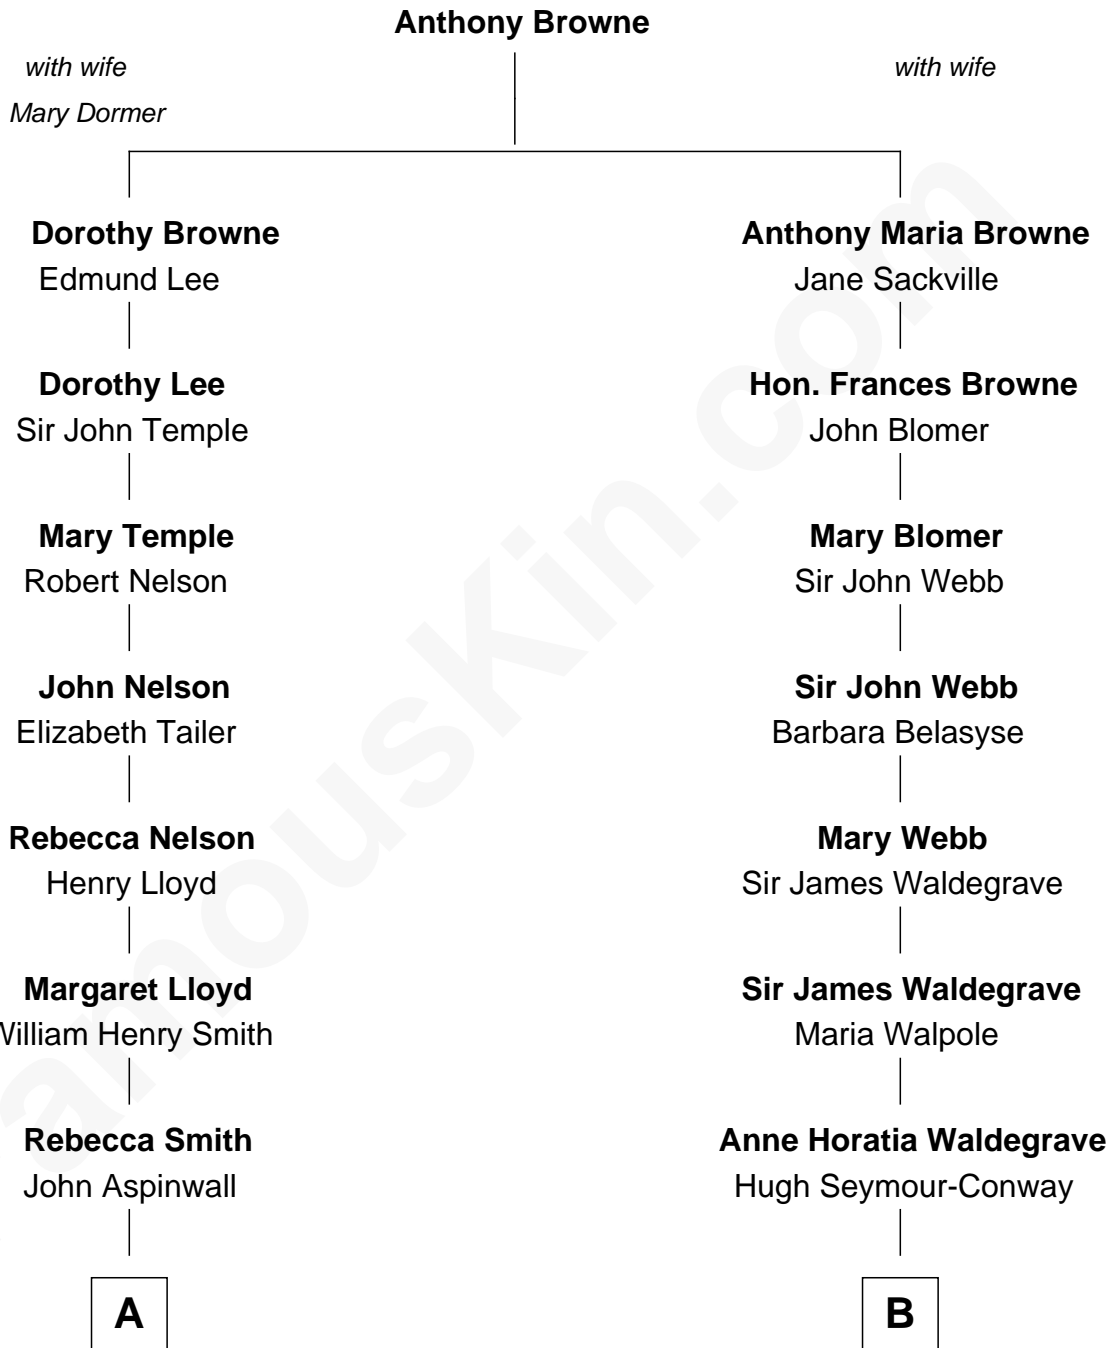 Anthony Browne
with wife
with wife
Mary Dormer
Dorothy Browne
Anthony Maria Browne
Edmund Lee
Jane Sackville
Dorothy Lee
Hon. Frances Browne
Sir John Temple
John Blomer
Mary Temple
Mary Blomer
Robert Nelson
Sir John Webb
John Nelson
Sir John Webb
Elizabeth Tailer
Barbara Belasyse
Rebecca Nelson
Mary Webb
Henry Lloyd
Sir James Waldegrave
Margaret Lloyd
Sir James Waldegrave
William Henry Smith
Maria Walpole
Rebecca Smith
Anne Horatia Waldegrave
John Aspinwall
Hugh Seymour-Conway
A
B
amouskin.com